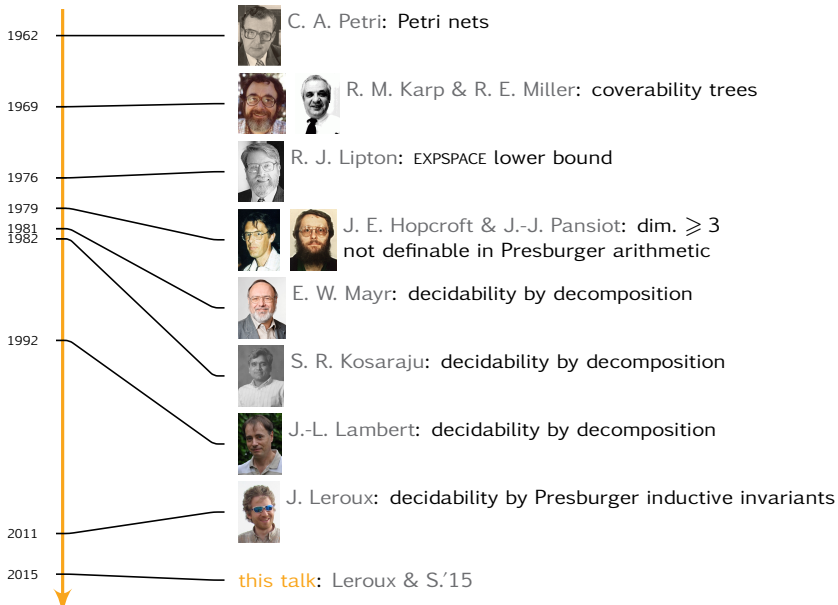 1962
C. A. Petri: Petri nets
1969
R. M. Karp & R. E. Miller: coverability trees
1976
R. J. Lipton: EXPSPACE lower bound
1979
J. E. Hopcroft & J.-J. Pansiot: dim. ⩾ 3
not definable in Presburger arithmetic
1981
E. W. Mayr: decidability by decomposition
1982
S. R. Kosaraju: decidability by decomposition
1992
J.-L. Lambert: decidability by decomposition
2011
J. Leroux: decidability by Presburger inductive invariants
2015
this talk: Leroux & S.'15